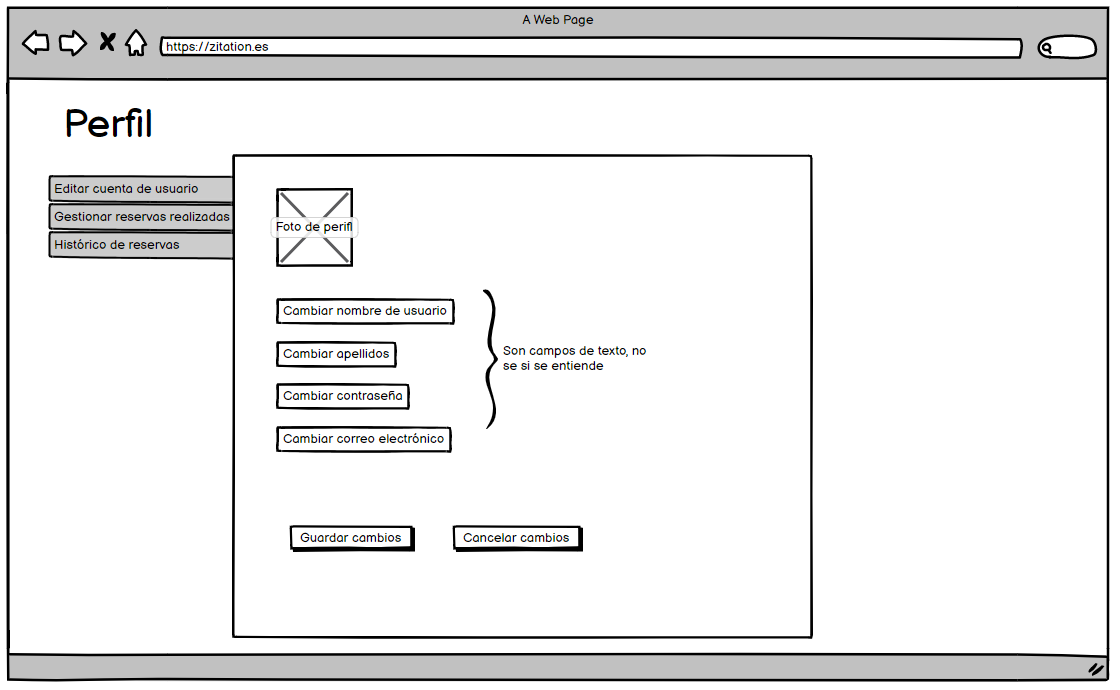 A Web Page
https://zitation.es
Perfil
Editar cuenta de usuario
Gestionar reservas realizadas
Histórico de reservas
Foto de perifl
Cambiar nombre de usuario
Cambiar apellidos
Cambiar contraseña
Cambiar correo electrónico
Son campos de texto, no
se si se entiende
Guardar cambios
Cancelar cambios